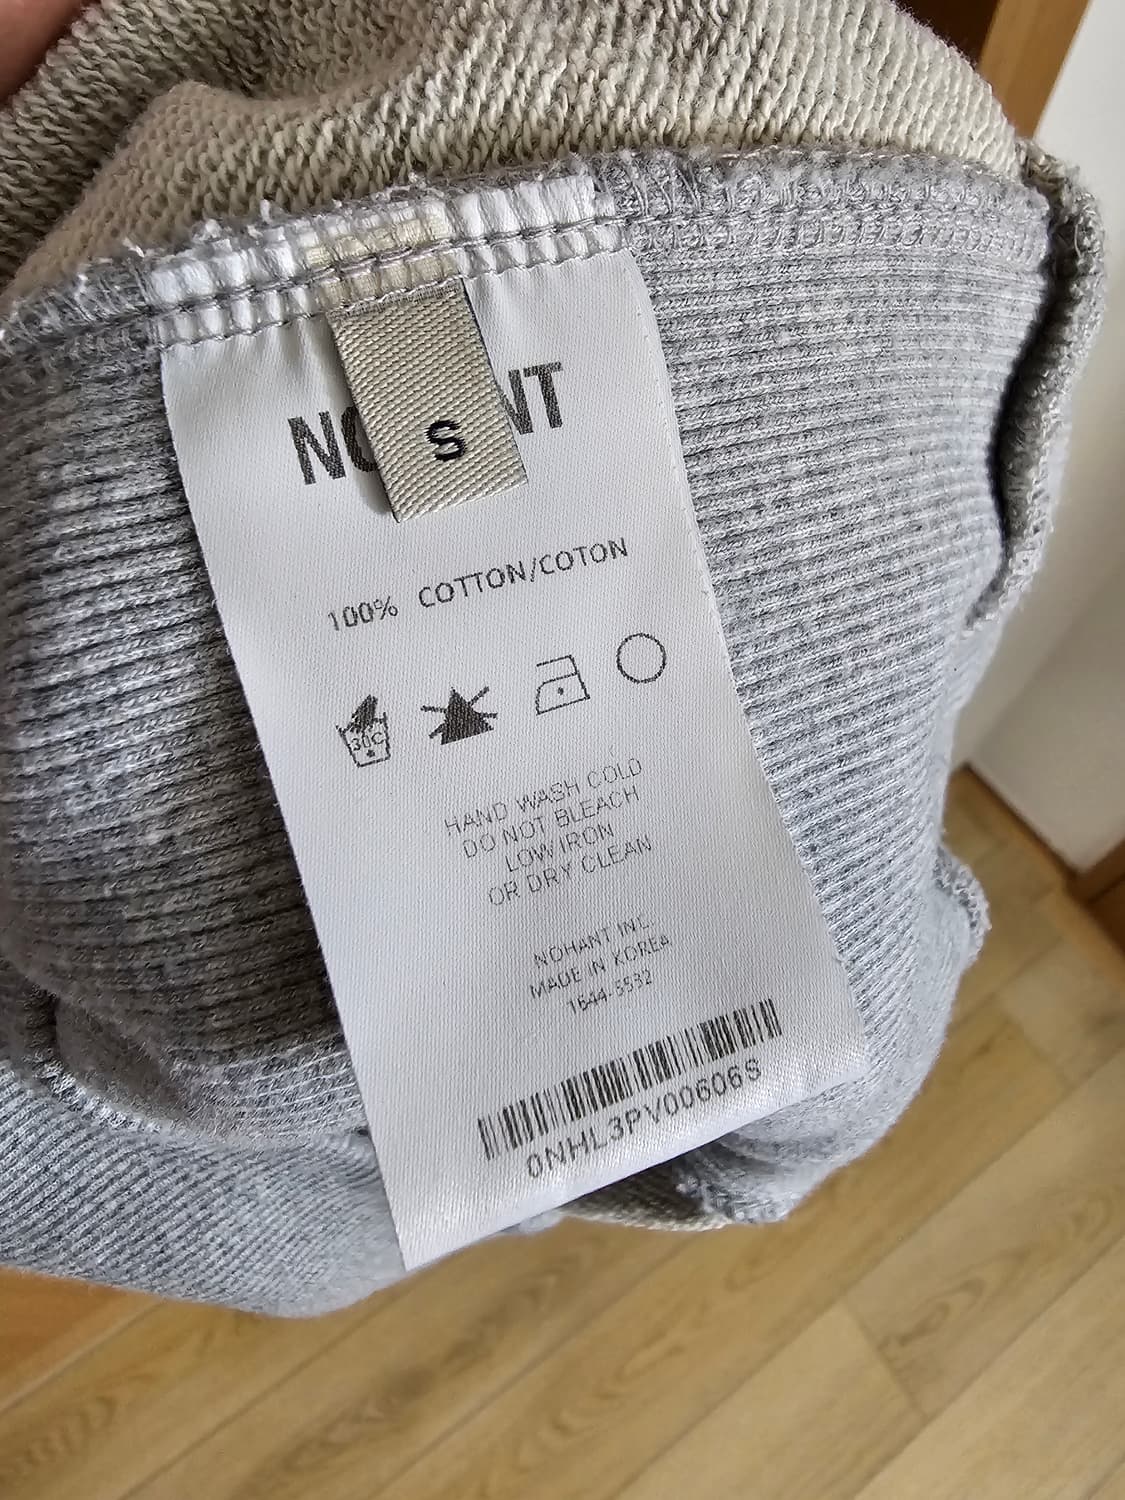 NO NT
S
100% COTTON/COTON
30C
HAND WASH COLD
DO NOT BLEACH
LOW IRON
OR DRY CLEAN
NOHANT INC.
MADE IN KOREA
1644-5532
0NHL3PV00606S